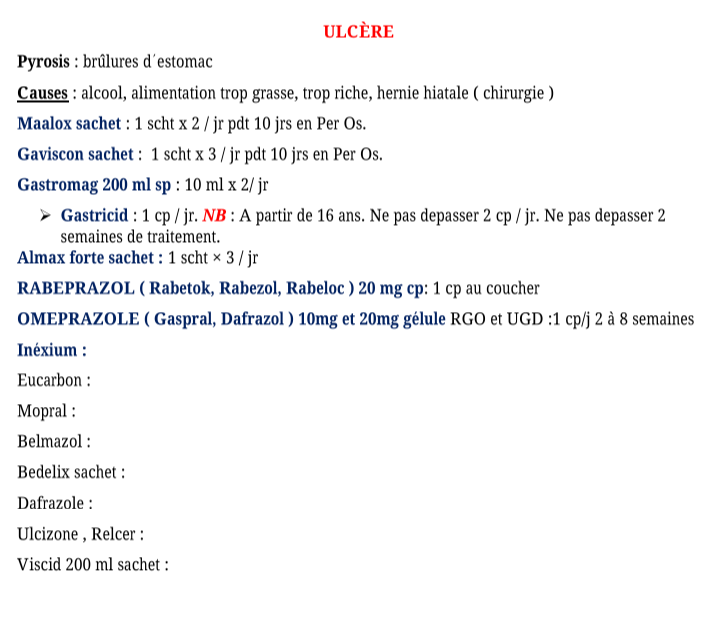 ULCÈRE
Pyrosis : brûlures d´estomac
Causes : alcool, alimentation trop grasse, trop riche, hernie hiatale ( chirurgie )
Maalox sachet : 1 scht x 2 / jr pdt 10 jrs en Per Os.
Gaviscon sachet :  1 scht x 3 / jr pdt 10 jrs en Per Os.
Gastromag 200 ml sp : 10 ml x 2/ jr
➢ Gastricid : 1 cp / jr. NB : A partir de 16 ans. Ne pas depasser 2 cp / jr. Ne pas depasser 2
semaines de traitement.
Almax forte sachet : 1 scht × 3 / jr
RABEPRAZOL ( Rabetok, Rabezol, Rabeloc ) 20 mg cp: 1 cp au coucher
OMEPRAZOLE ( Gaspral, Dafrazol ) 10mg et 20mg gélule RGO et UGD :1 cp/j 2 à 8 semaines
Inéxium :
Eucarbon :
Mopral :
Belmazol :
Bedelix sachet :
Dafrazole :
Ulcizone , Relcer :
Viscid 200 ml sachet :